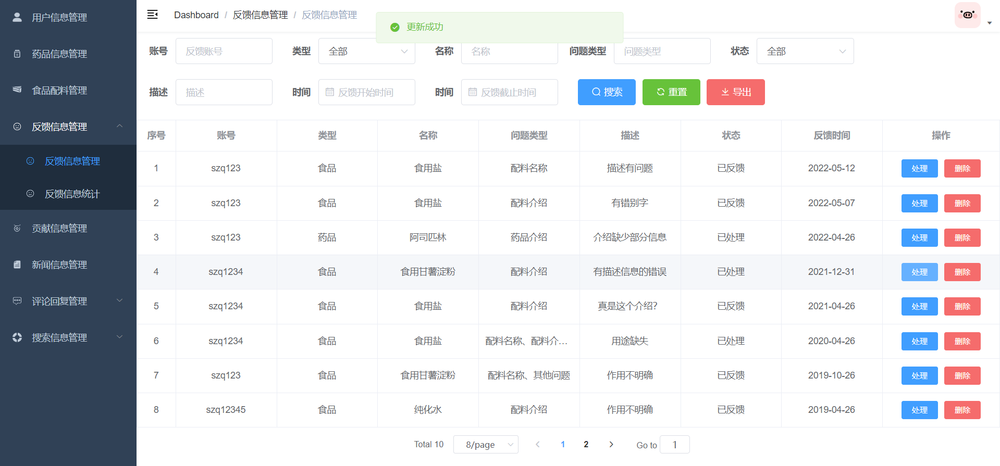 用户信息管理
药品信息管理
食品配料管理
反馈信息管理
反馈信息管理
反馈信息统计
贡献信息管理
新闻信息管理
评论回复管理
搜索信息管理
Dashboard / 反馈信息管理 / 反馈信息管理
更新成功
账号 反馈账号 类型 全部 名称 名称 问题类型 问题类型 状态 全部
描述 描述 时间 反馈开始时间 时间 反馈截止时间 搜索 重置 导出
序号 账号 类型 名称 问题类型 描述 状态 反馈时间 操作
1 szq123 食品 食用盐 配料名称 描述有问题 已反馈 2022-05-12 处理 删除
2 szq123 食品 食用盐 配料介绍 有错别字 已反馈 2022-05-07 处理 删除
3 szq123 药品 阿司匹林 药品介绍 介绍缺少部分信息 已处理 2022-04-26 处理 删除
4 szq1234 食品 食用甘薯淀粉 配料介绍 有描述信息的错误 已处理 2021-12-31 处理 删除
5 szq1234 食品 食用盐 配料介绍 真是这个介绍? 已反馈 2021-04-26 处理 删除
6 szq1234 食品 食用盐 配料名称、配料介… 用途缺失 已处理 2020-04-26 处理 删除
7 szq123 食品 食用甘薯淀粉 配料名称、其他问题 作用不明确 已反馈 2019-10-26 处理 删除
8 szq12345 食品 纯化水 配料介绍 作用不明确 已反馈 2019-04-26 处理 删除
Total 10 8/page 1 2 Go to 1